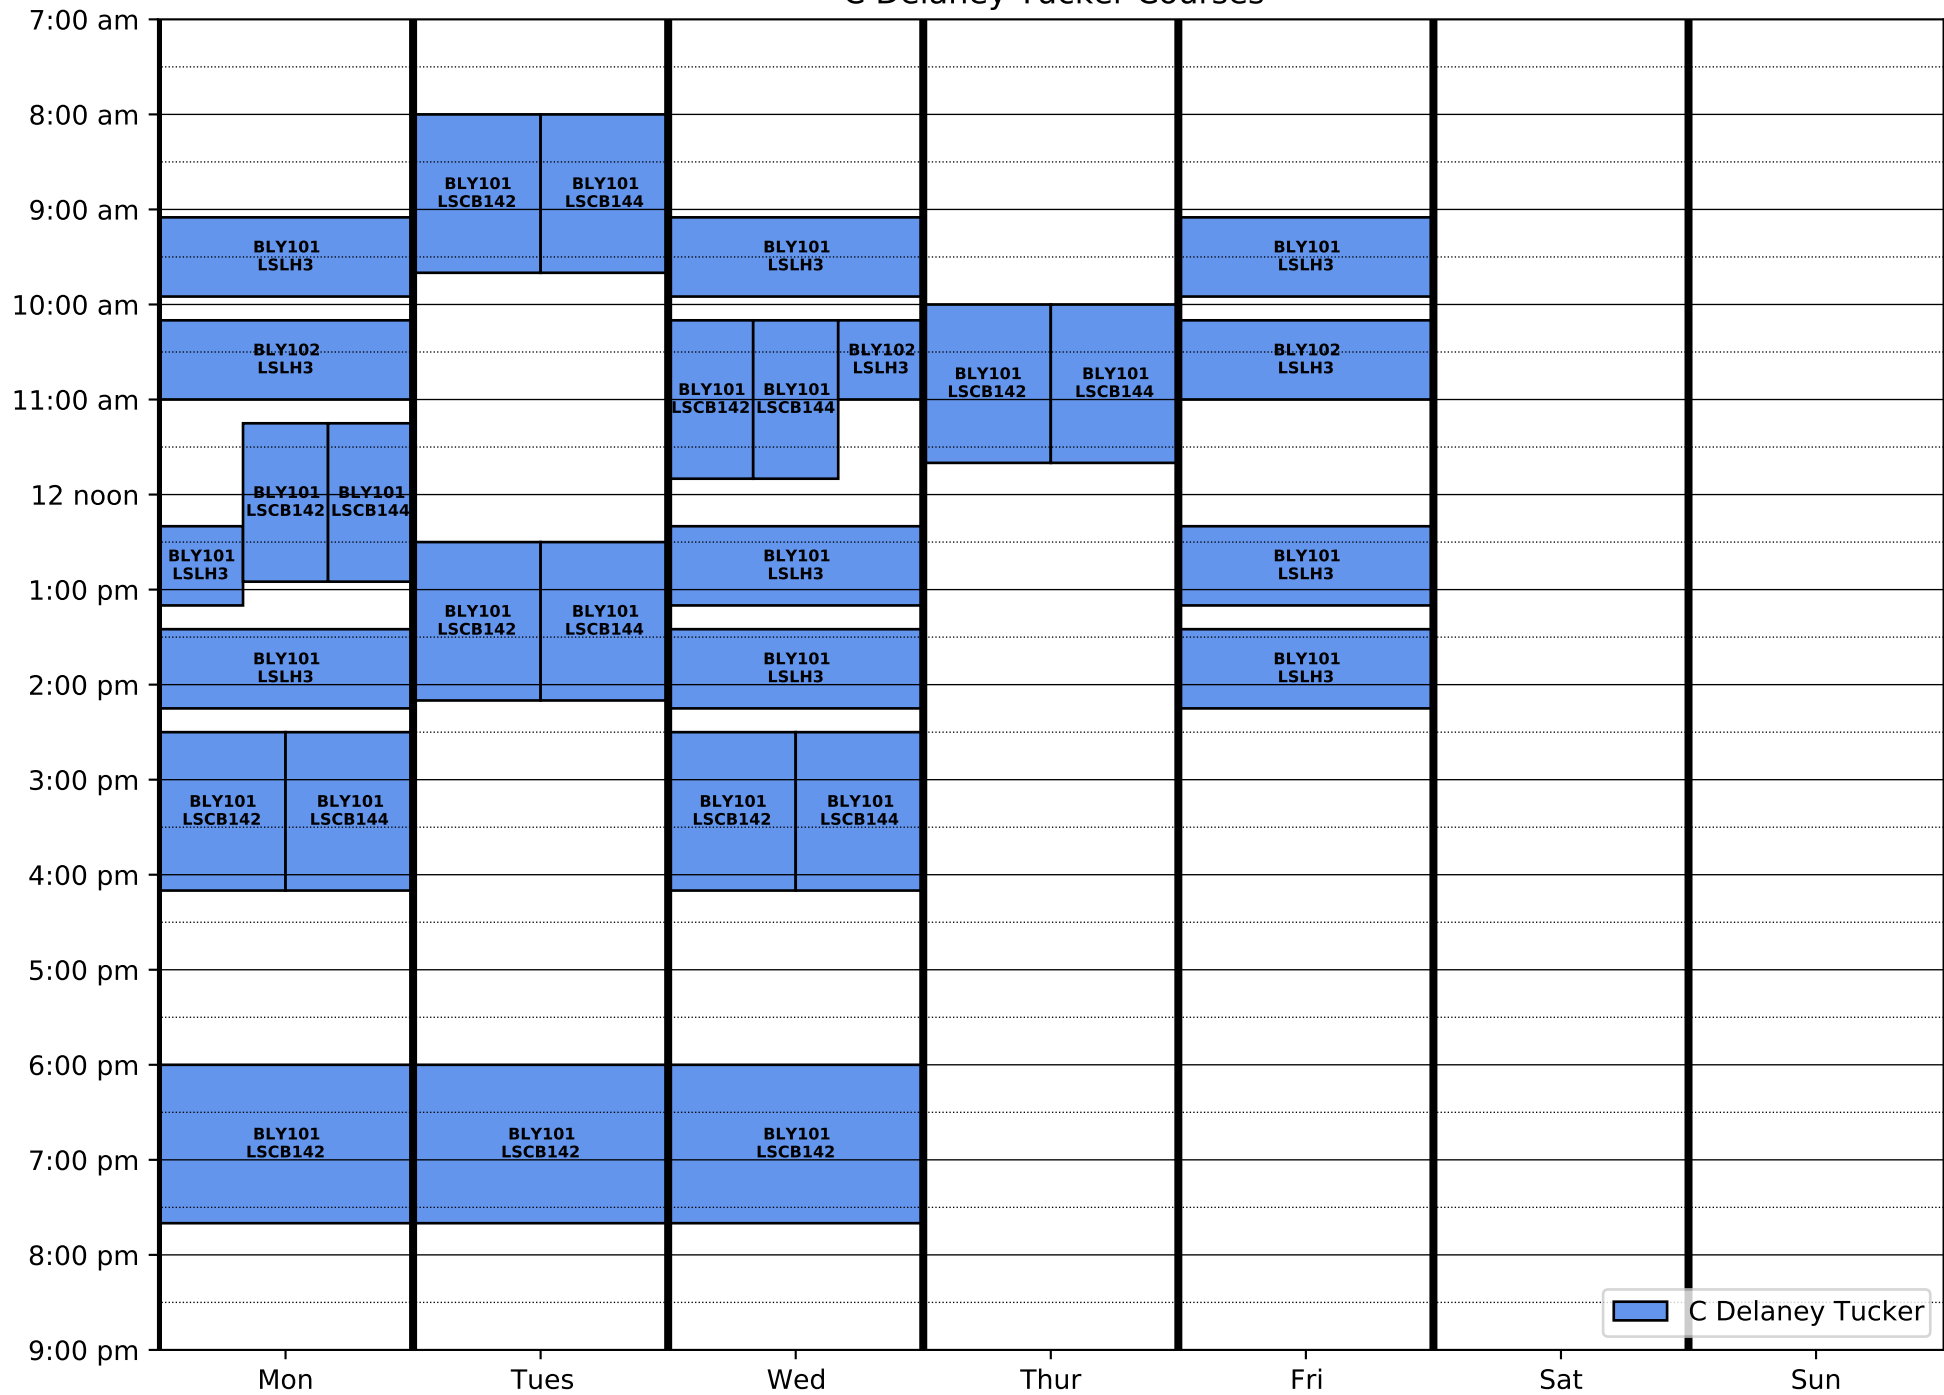 C Delaney Tucker Courses
7:00 am
8:00 am
9:00 am
10:00 am
11:00 am
12 noon
1:00 pm
2:00 pm
3:00 pm
4:00 pm
5:00 pm
6:00 pm
7:00 pm
8:00 pm
9:00 pm
BLY101
LSLH3
BLY102
LSLH3
BLY101
LSCB142
BLY101
LSCB144
BLY101
LSLH3
BLY101
LSLH3
BLY101
LSCB142
BLY101
LSCB144
BLY101
LSCB142
BLY101
LSCB142
BLY101
LSCB144
BLY101
LSCB142
BLY101
LSCB144
BLY101
LSCB142
BLY101
LSLH3
BLY101
LSCB142
BLY101
LSCB144
BLY102
LSLH3
BLY101
LSLH3
BLY101
LSLH3
BLY101
LSCB142
BLY101
LSCB144
BLY101
LSCB142
BLY101
LSCB142
BLY101
LSCB144
BLY101
LSLH3
BLY102
LSLH3
BLY101
LSLH3
BLY101
LSLH3
C Delaney Tucker
Mon
Tues
Wed
Thur
Fri
Sat
Sun